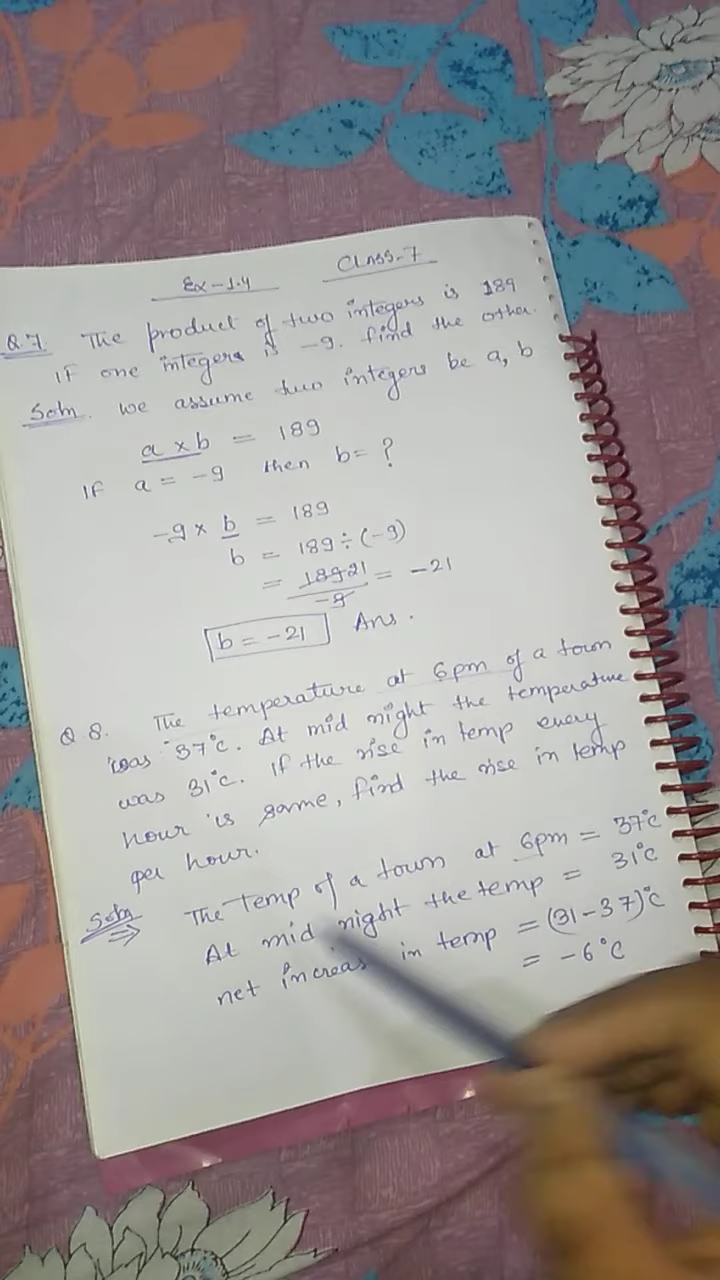 Ex-1.4 Class-7
Q.7 The product of two integers is 189
IF one integers is -9. find the other.
Soln. we assume two integers be a, b
a × b = 189
IF a = -9 then b = ?
-9 × b = 189
b = 189 ÷ (-9)
= 189 21 / -9 = -21
b = -21 Ans.
Q 8. The temperature at 6pm of a town
was 37°C. At mid night the temperature
was 31°C. if the rise in temp every
hour is same, find the rise in temp
per hour.
Soln ⇒ The Temp of a town at 6pm = 37°C
At mid night the temp = 31°C
net increas in temp = (31-37)°C
= -6°C